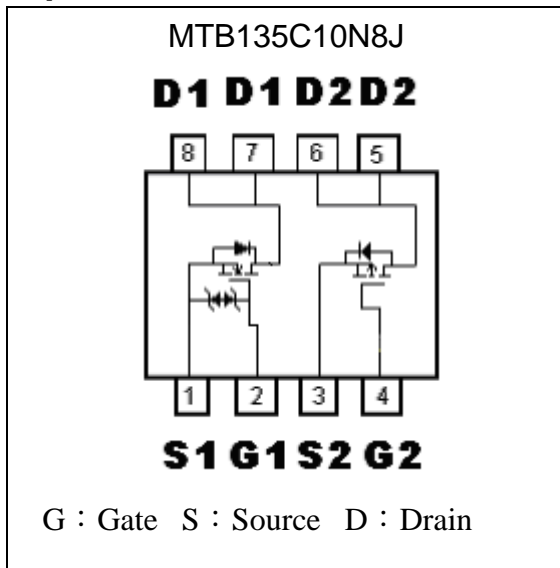 MTB135C10N8J
D1 D1 D2 D2
8 7 6 5
1 2 3 4
S1 G1 S2 G2
G：Gate S：Source D：Drain